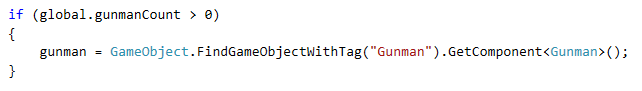 if (global.gunmanCount > 0)
{
    gunman = GameObject.FindGameObjectWithTag("Gunman").GetComponent<Gunman>();
}